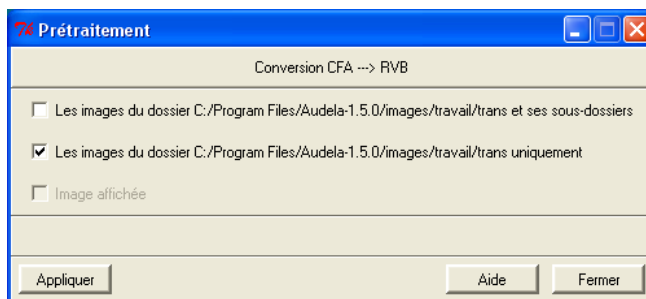 Prétraitement
Conversion CFA ---> RVB
Les images du dossier C:/Program Files/Audela-1.5.0/images/travail/trans et ses sous-dossiers
Les images du dossier C:/Program Files/Audela-1.5.0/images/travail/trans uniquement
Image affichée
Appliquer Aide Fermer